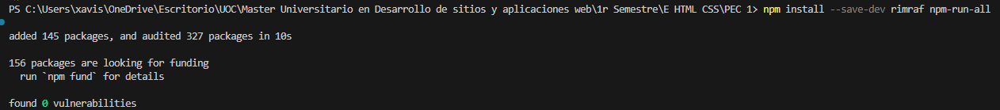 PS C:\Users\xavis\OneDrive\Escritorio\UOC\Master Universitario en Desarrollo de sitios y aplicaciones web\1r Semestre\E HTML CSS\PEC 1> npm install --save-dev rimraf npm-run-all
added 145 packages, and audited 327 packages in 10s
156 packages are looking for funding
  run `npm fund` for details
found 0 vulnerabilities